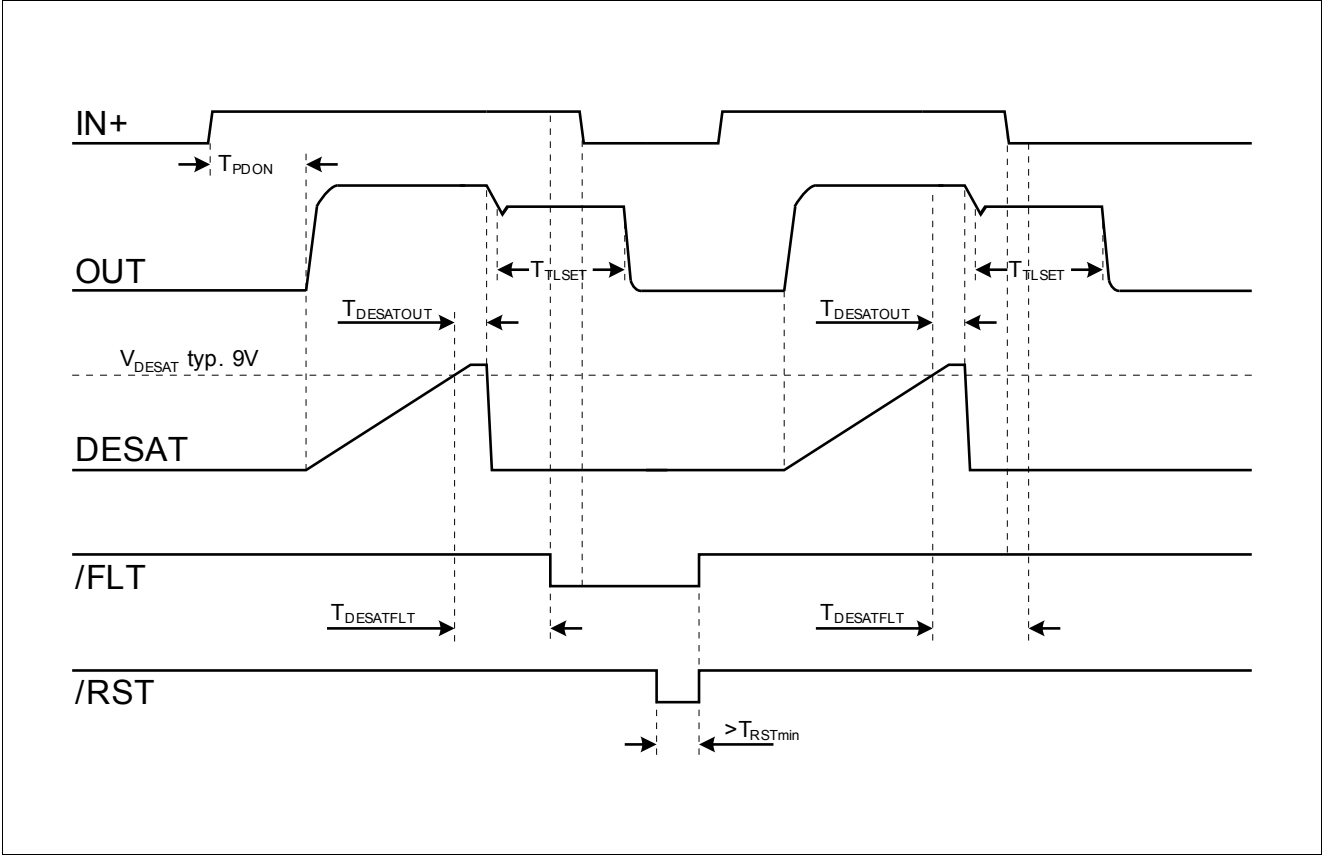 IN+
TPDON
OUT
TTLSET
TTLSET
TDESATOUT
TDESATOUT
VDESAT typ. 9V
DESAT
/FLT
TDESATFLT
TDESATFLT
/RST
>TRSTmin